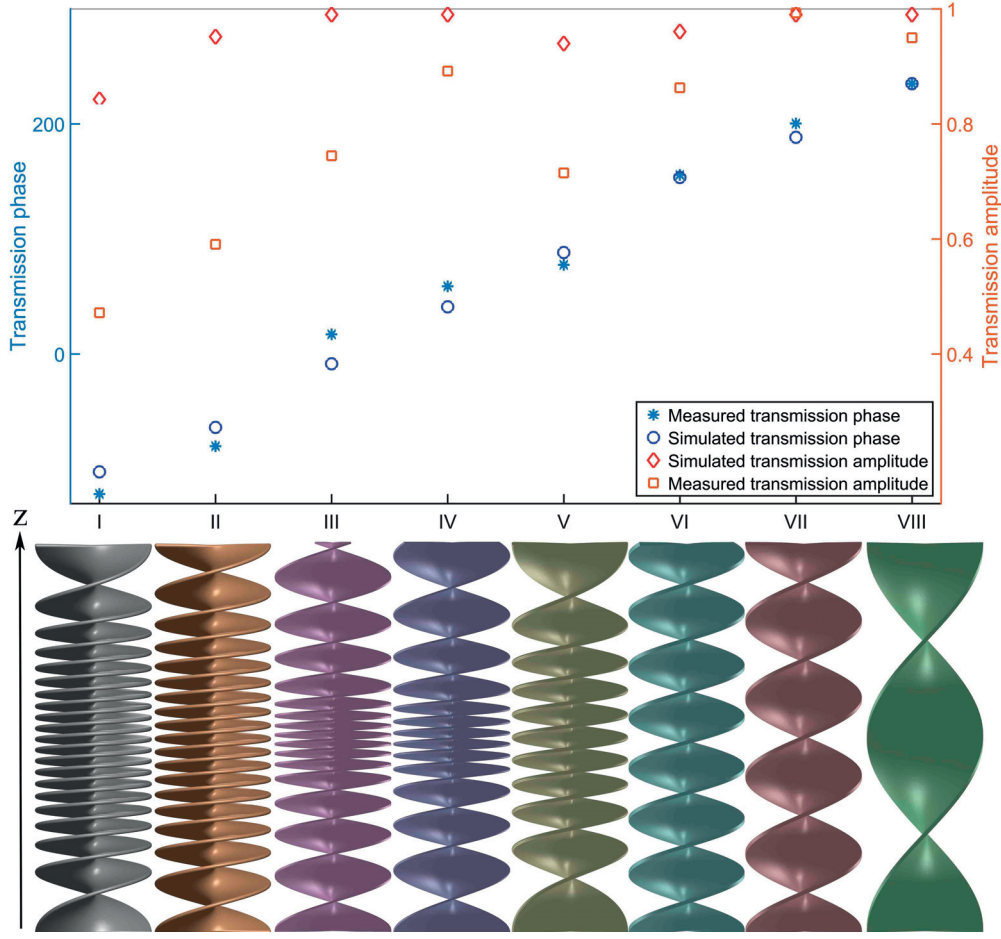 1
200
0.8
0.6
0
0.4
Transmission phase
Transmission amplitude
Measured transmission phase
Simulated transmission phase
Simulated transmission amplitude
Measured transmission amplitude
I II III IV V VI VII VIII
z